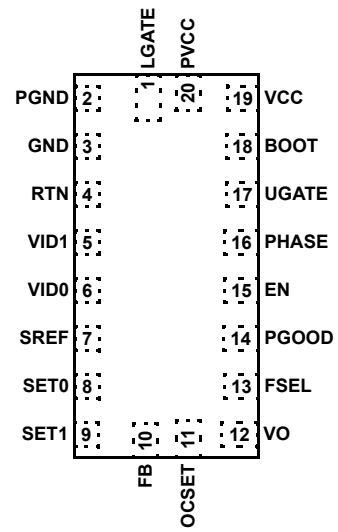 LGATE
PVCC
1
20
PGND 2
19 VCC
GND 3
18 BOOT
RTN 4
17 UGATE
VID1 5
16 PHASE
VID0 6
15 EN
SREF 7
14 PGOOD
SET0 8
13 FSEL
SET1 9
12 VO
10
11
FB
OCSET